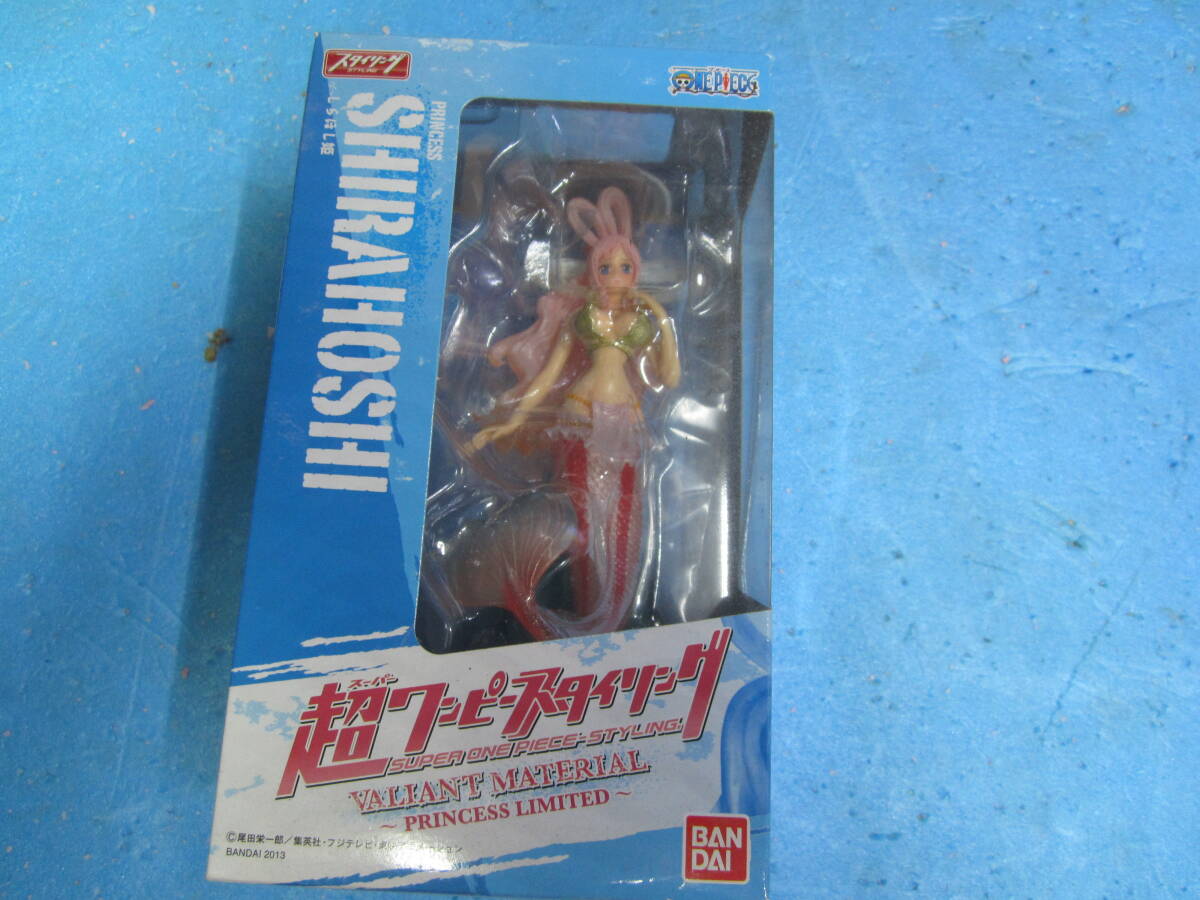 スタイリング
STYLING
ONE PIECE
PRINCESS
SHIRAHOSHI
しらほし姫
スーパー
超ワンピーススタイリング
SUPER ONE PIECE STYLING
VALIANT MATERIAL
~ PRINCESS LIMITED ~
©尾田栄一郎／集英社・フジテレビ・東映アニメーション
BANDAI 2013
BAN
DAI